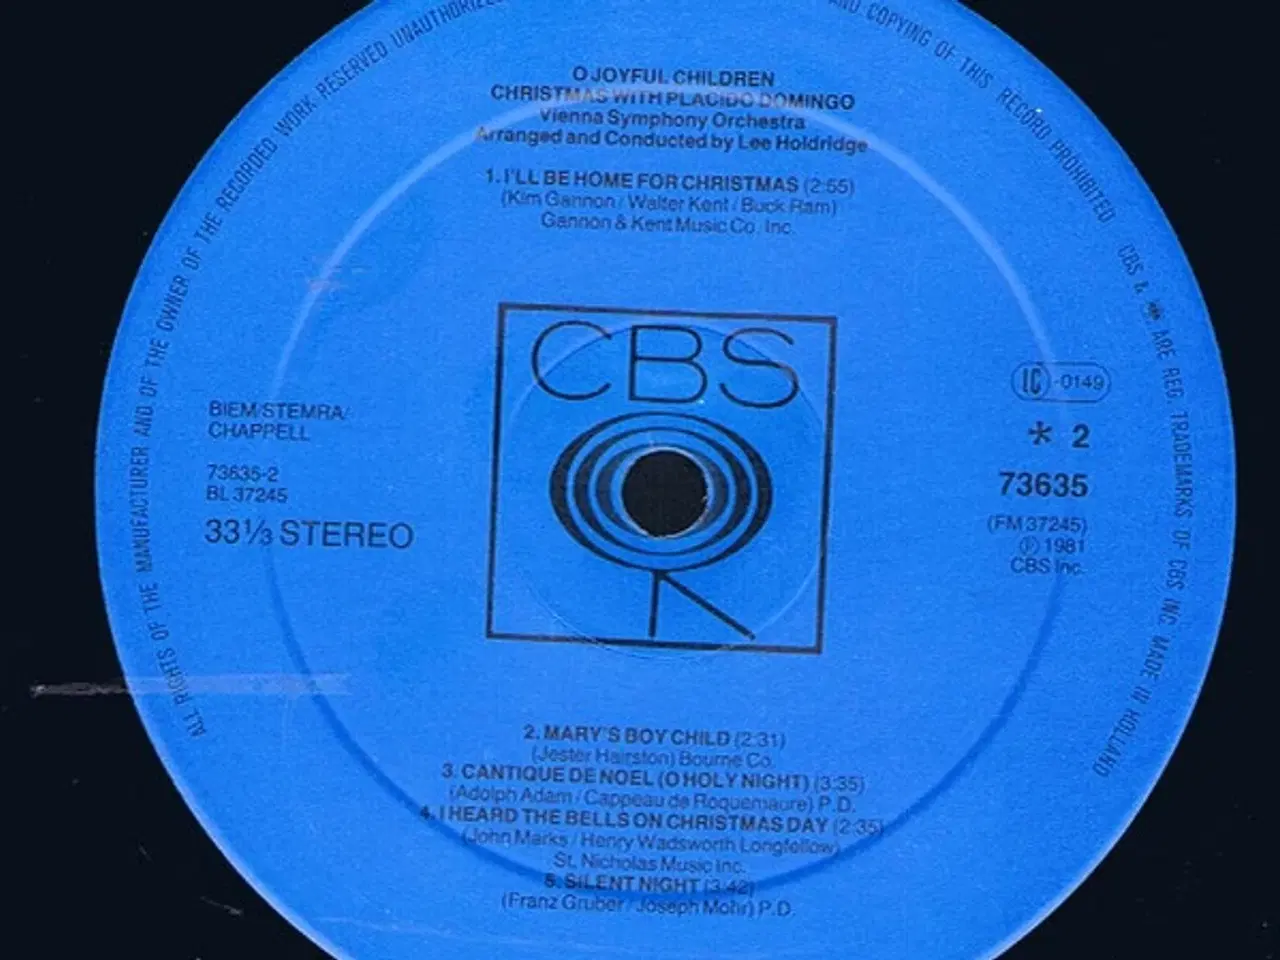 O JOYFUL CHILDREN
CHRISTMAS WITH PLACIDO DOMINGO
Vienna Symphony Orchestra
Arranged and Conducted by Lee Holdridge
1. I'LL BE HOME FOR CHRISTMAS (2:55)
(Kim Gannon / Walter Kent / Buck Ram)
Gannon & Kent Music Co. Inc.
CBS
BIEM/STEMRA/
CHAPPELL
73635-2
BL 37245
33⅓ STEREO
IC -0149
* 2
73635
(FM 37245)
℗ 1981
CBS Inc.
2. MARY'S BOY CHILD (2:31)
(Jester Hairston) Bourne Co.
3. CANTIQUE DE NOEL (O HOLY NIGHT) (3:35)
(Adolph Adam / Cappeau de Roquemaure) P.D.
4. I HEARD THE BELLS ON CHRISTMAS DAY (2:35)
(John Marks / Henry Wadsworth Longfellow)
St. Nicholas Music Inc.
5. SILENT NIGHT (3:42)
(Franz Gruber / Joseph Mohr) P.D.
ALL RIGHTS OF THE MANUFACTURER AND OF THE OWNER OF THE RECORDED WORK RESERVED UNAUTHORIZED
AND COPYING OF THIS RECORD PROHIBITED
CBS & ARE REG. TRADEMARKS OF CBS INC. MADE IN HOLLAND